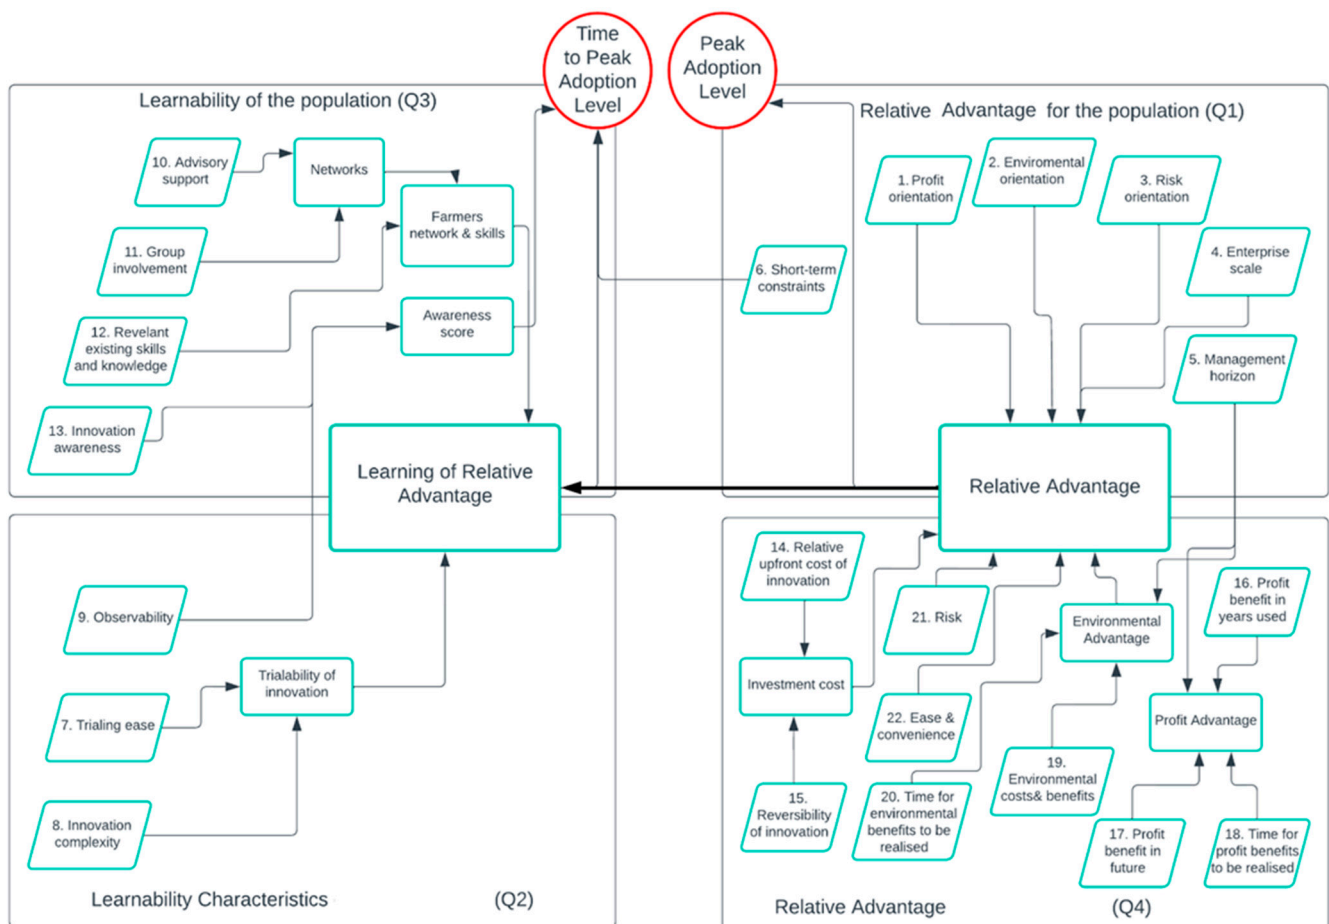 Time
to Peak
Adoption
Level
Peak
Adoption
Level
Learnability of the population (Q3)
Relative Advantage for the population (Q1)
10. Advisory
support
Networks
Farmers
network & skills
11. Group
involvement
12. Revelant
existing skills
and knowledge
Awareness
score
13. Innovation
awareness
1. Profit
orientation
2. Enviromental
orientation
3. Risk
orientation
4. Enterprise
scale
5. Management
horizon
6. Short-term
constraints
Learning of Relative
Advantage
Relative Advantage
9. Observability
7. Trialing ease
Trialability of
innovation
8. Innovation
complexity
Learnability Characteristics (Q2)
14. Relative
upfront cost of
innovation
21. Risk
Environmental
Advantage
16. Profit
benefit in
years used
Investment cost
22. Ease &
convenience
Profit Advantage
19.
Environmental
costs& benefits
15.
Reversibility
of innovation
20. Time for
environmental
benefits to be
realised
17. Profit
benefit in
future
18. Time for
profit benefits
to be realised
Relative Advantage (Q4)